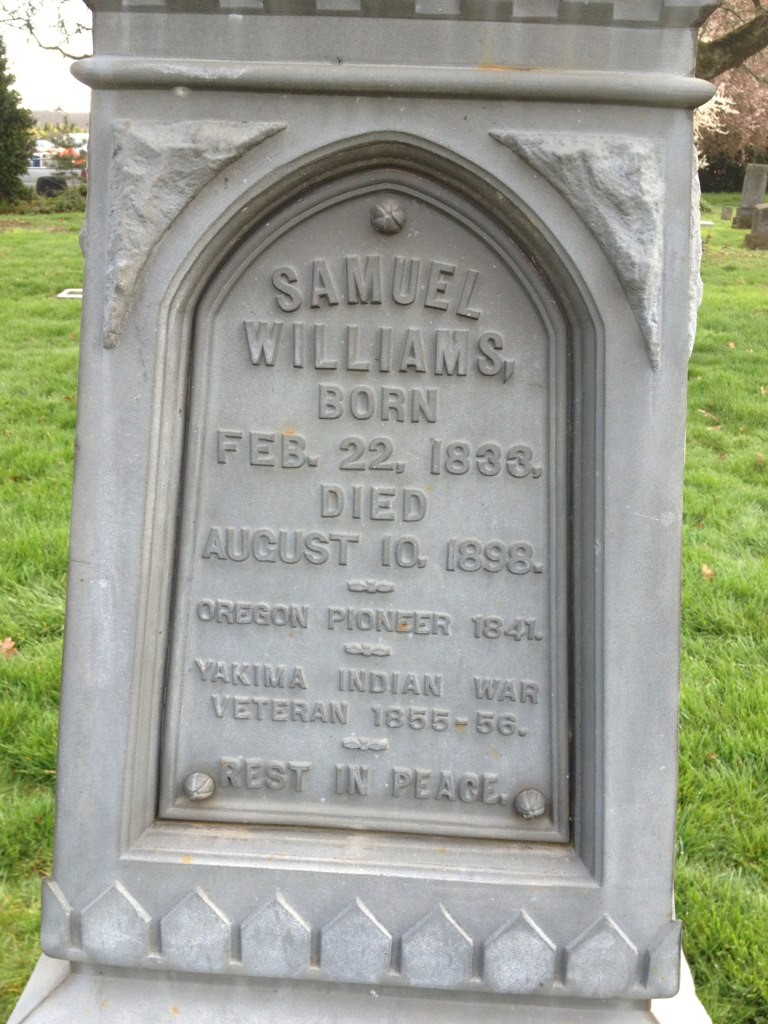 SAMUEL
WILLIAMS,
BORN
FEB. 22, 1833,
DIED
AUGUST 10, 1898.
OREGON PIONEER 1841.
YAKIMA INDIAN WAR
VETERAN 1855-56.
REST IN PEACE.